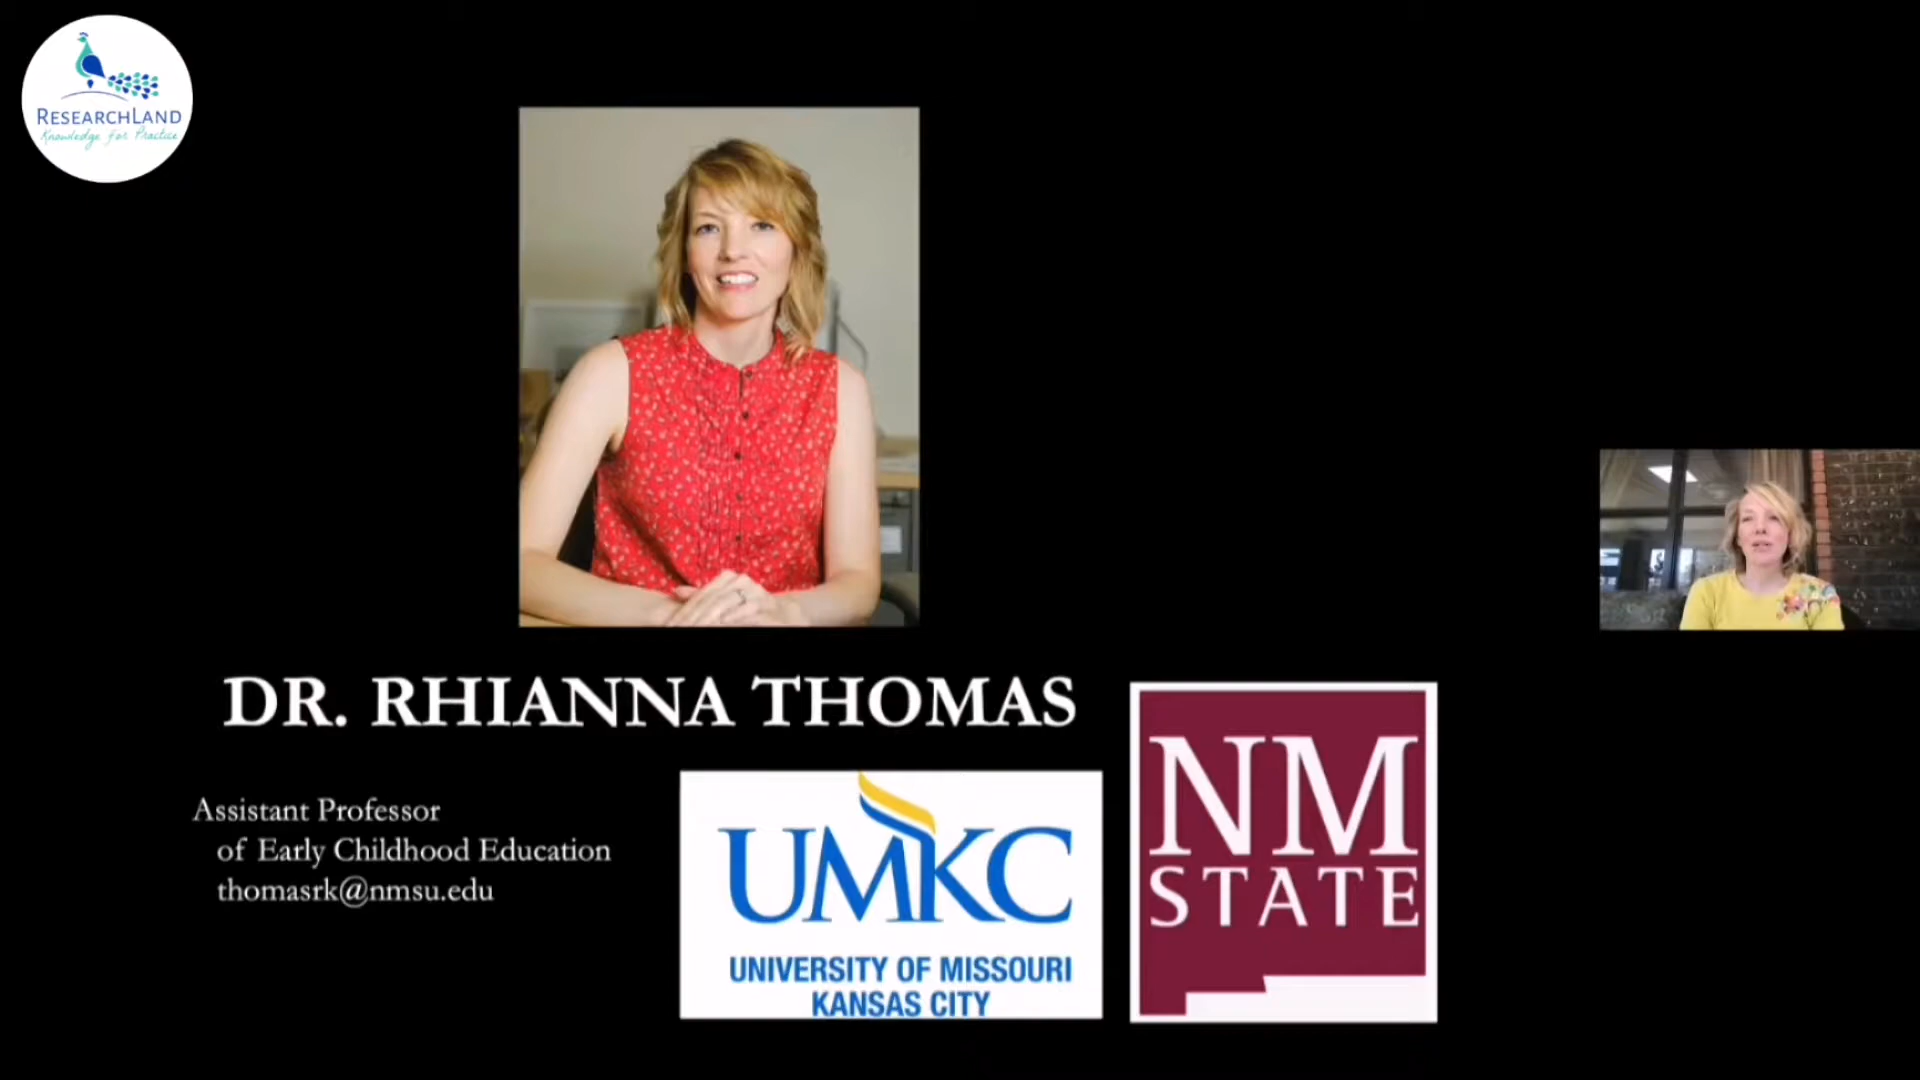 RESEARCHLAND
Knowledge for Practice
DR. RHIANNA THOMAS
Assistant Professor
of Early Childhood Education
thomasrk@nmsu.edu
UMKC
UNIVERSITY OF MISSOURI
KANSAS CITY
NM
STATE